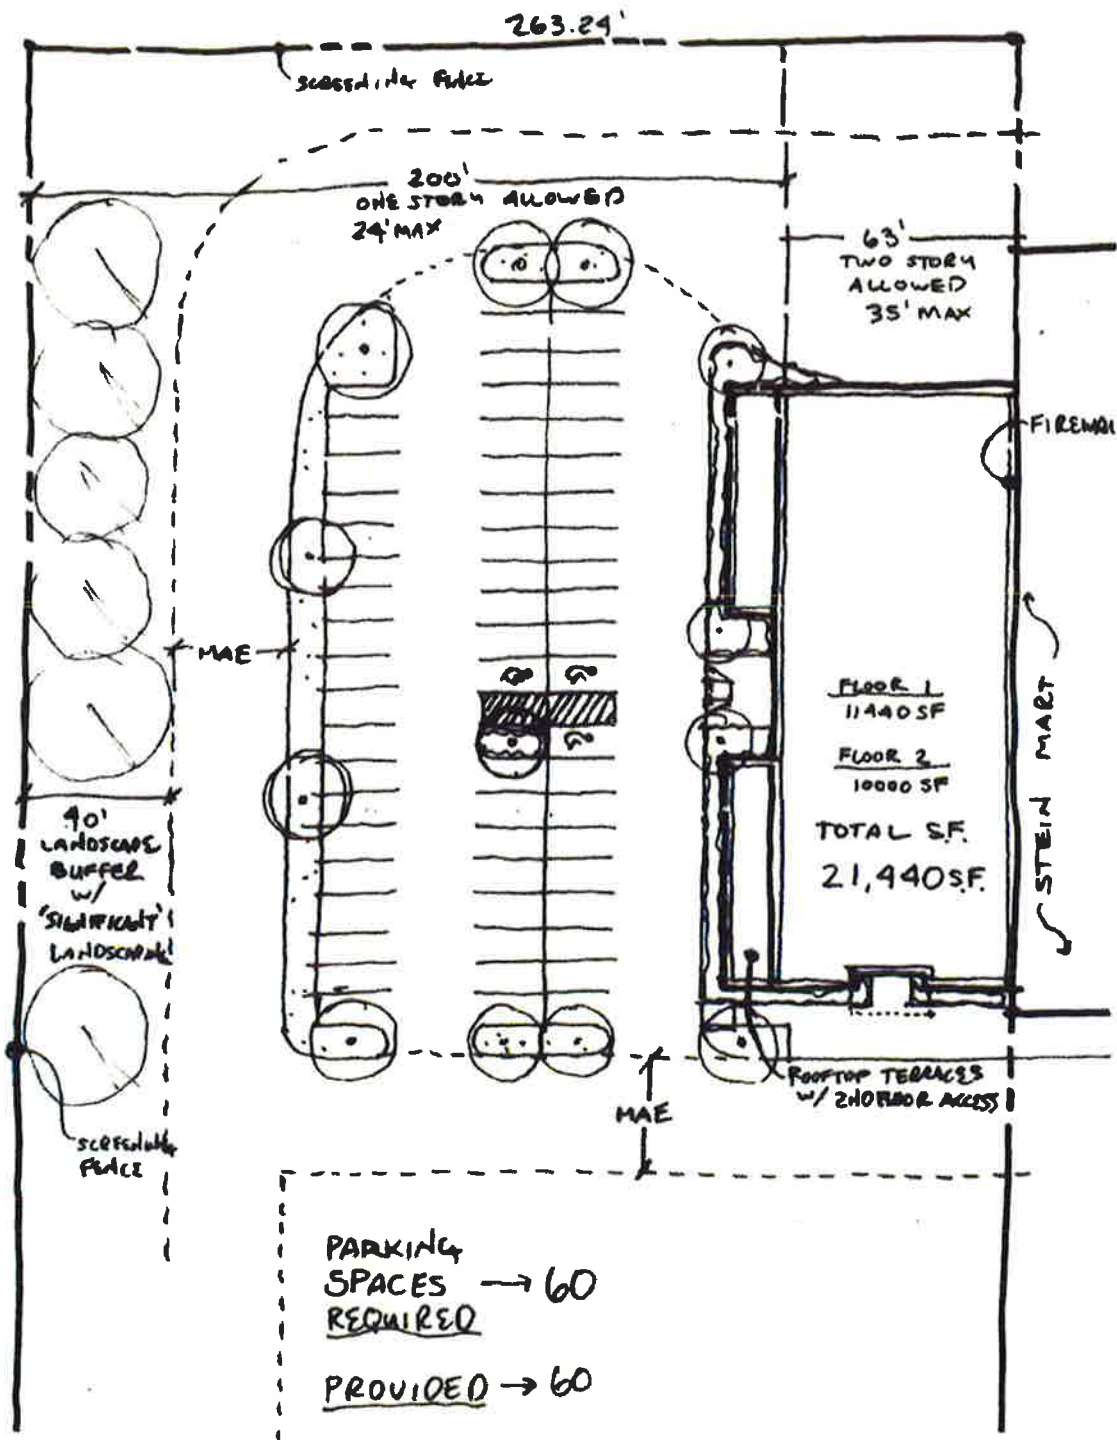 263.24'
SCREENING FENCE
200'
ONE STORY ALLOWED
24' MAX
63'
TWO STORY
ALLOWED
35' MAX
MAE
FLOOR 1
11440 SF
FLOOR 2
10000 SF
TOTAL S.F.
21,440 S.F.
STEIN MART
40'
LANDSCAPE
BUFFER
W/
"SIGNIFICANT"
LANDSCAPING
ROOFTOP TERRACES
W/ 2ND FLOOR ACCESS
MAE
SCREENING
FENCE
PARKING
SPACES → 60
REQUIRED
PROVIDED → 60